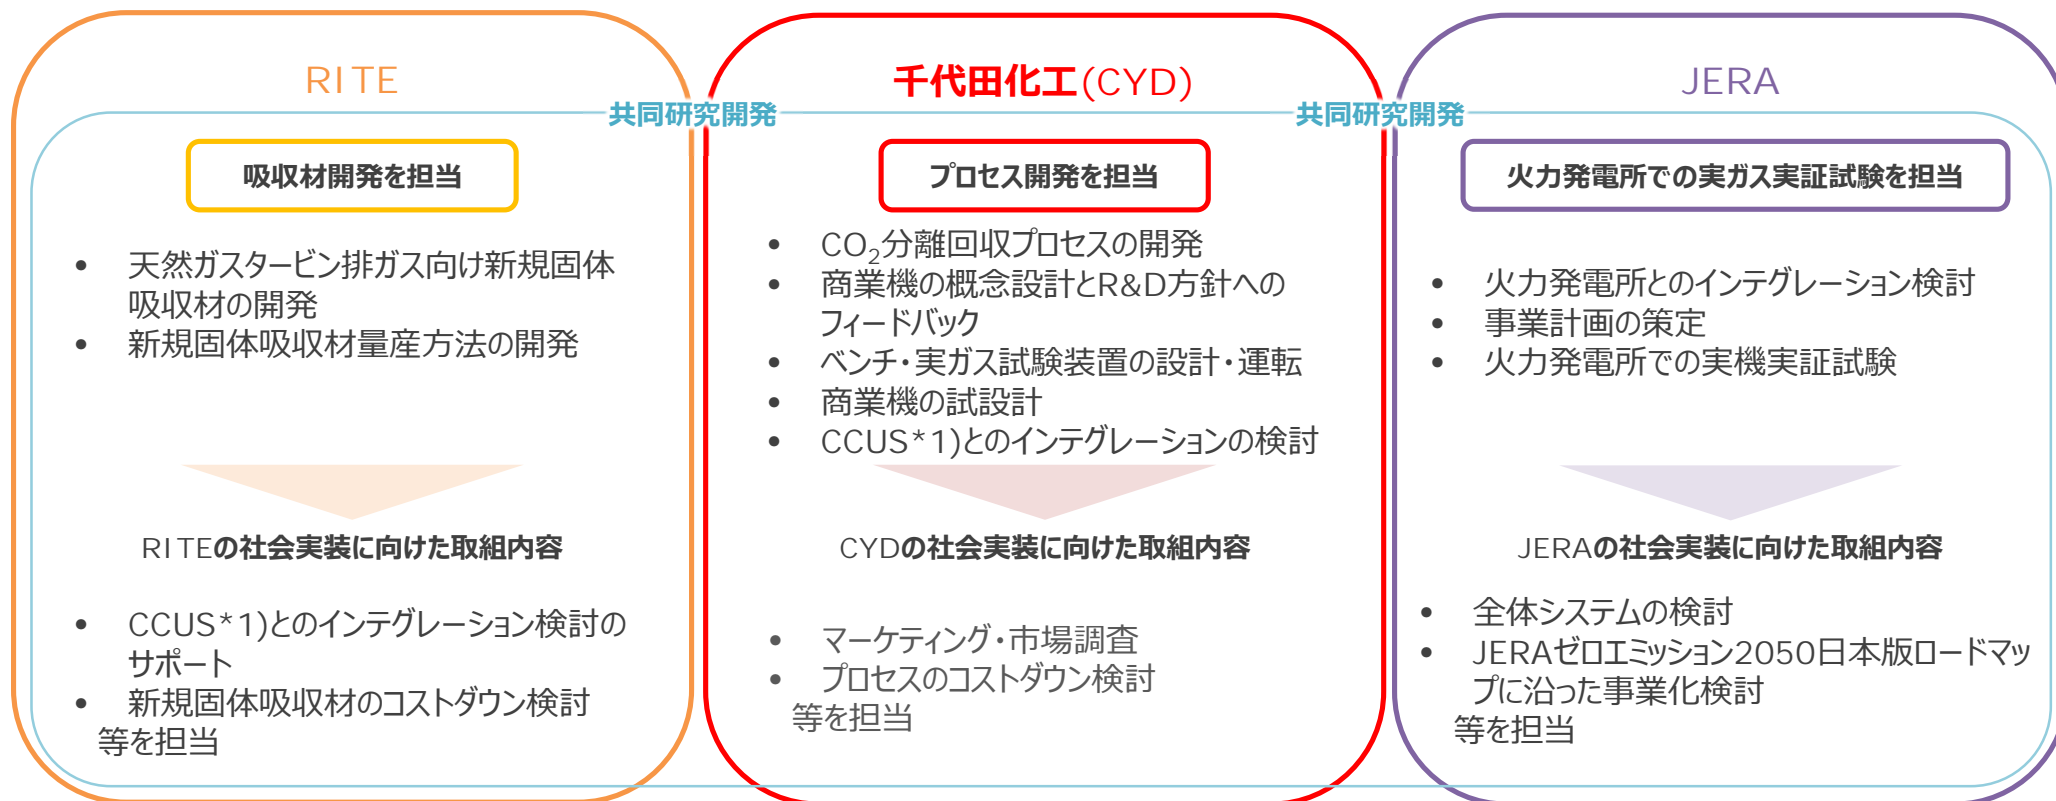 RITE
千代田化工(CYD)
JERA
共同研究開発
共同研究開発
吸収材開発を担当
• 天然ガスタービン排ガス向け新規固体
吸収材の開発
• 新規固体吸収材量産方法の開発
RITEの社会実装に向けた取組内容
• CCUS*1)とのインテグレーション検討の
サポート
• 新規固体吸収材のコストダウン検討
等を担当
プロセス開発を担当
• CO₂分離回収プロセスの開発
• 商業機の概念設計とR&D方針への
フィードバック
• ベンチ・実ガス試験装置の設計・運転
• 商業機の試設計
• CCUS*1)とのインテグレーションの検討
CYDの社会実装に向けた取組内容
• マーケティング・市場調査
• プロセスのコストダウン検討
等を担当
火力発電所での実ガス実証試験を担当
• 火力発電所とのインテグレーション検討
• 事業計画の策定
• 火力発電所での実機実証試験
JERAの社会実装に向けた取組内容
• 全体システムの検討
• JERAゼロエミッション2050日本版ロードマッ
プに沿った事業化検討
等を担当